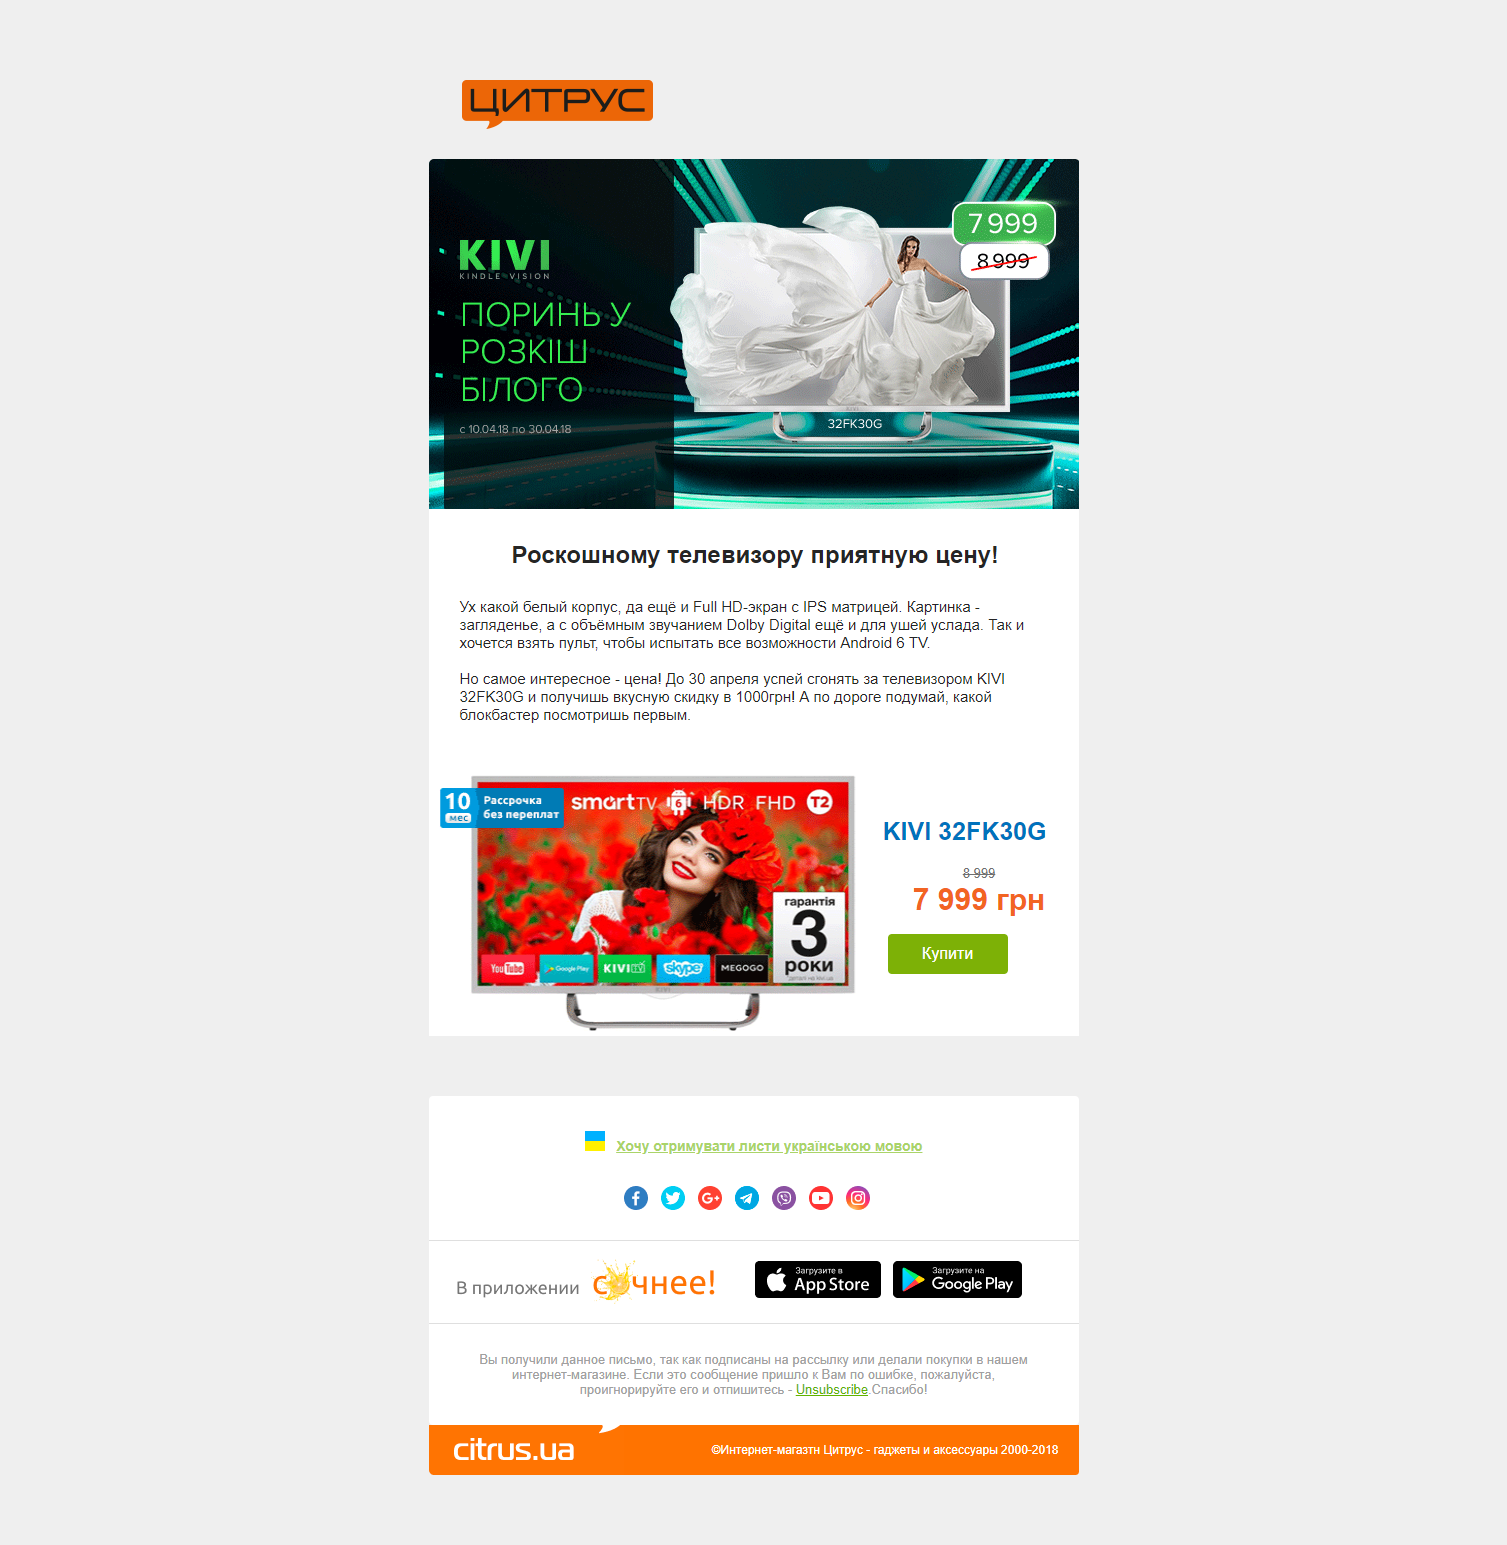 ЦИТРУС
7 999
8 999
KIVI
KINDLE VISION
ПОРИНЬ У
РОЗКІШ
БІЛОГО
с 10.04.18 по 30.04.18
KIVI
32FK30G
Роскошному телевизору приятную цену!
Ух какой белый корпус, да ещё и Full HD-экран с IPS матрицей. Картинка -
загляденье, а с объёмным звучанием Dolby Digital ещё и для ушей услада. Так и
хочется взять пульт, чтобы испытать все возможности Android 6 TV.
Но самое интересное - цена! До 30 апреля успей сгонять за телевизором KIVI
32FK30G и получишь вкусную скидку в 1000грн! А по дороге подумай, какой
блокбастер посмотришь первым.
10 мес
Рассрочка
без переплат
smart TV 6 HDR FHD T2
гарантія
3
роки
YouTube Google Play KIVI TV skype MEGOGO
KIVI
KIVI 32FK30G
8 999
7 999 грн
Купити
Хочу отримувати листи українською мовою
В приложении сочнее!
Загрузите в
App Store
Загрузите на
Google Play
Вы получили данное письмо, так как подписаны на рассылку или делали покупки в нашем
интернет-магазине. Если это сообщение пришло к Вам по ошибке, пожалуйста,
проигнорируйте его и отпишитесь - Unsubscribe.Спасибо!
citrus.ua
©Интернет-магазтн Цитрус - гаджеты и аксессуары 2000-2018